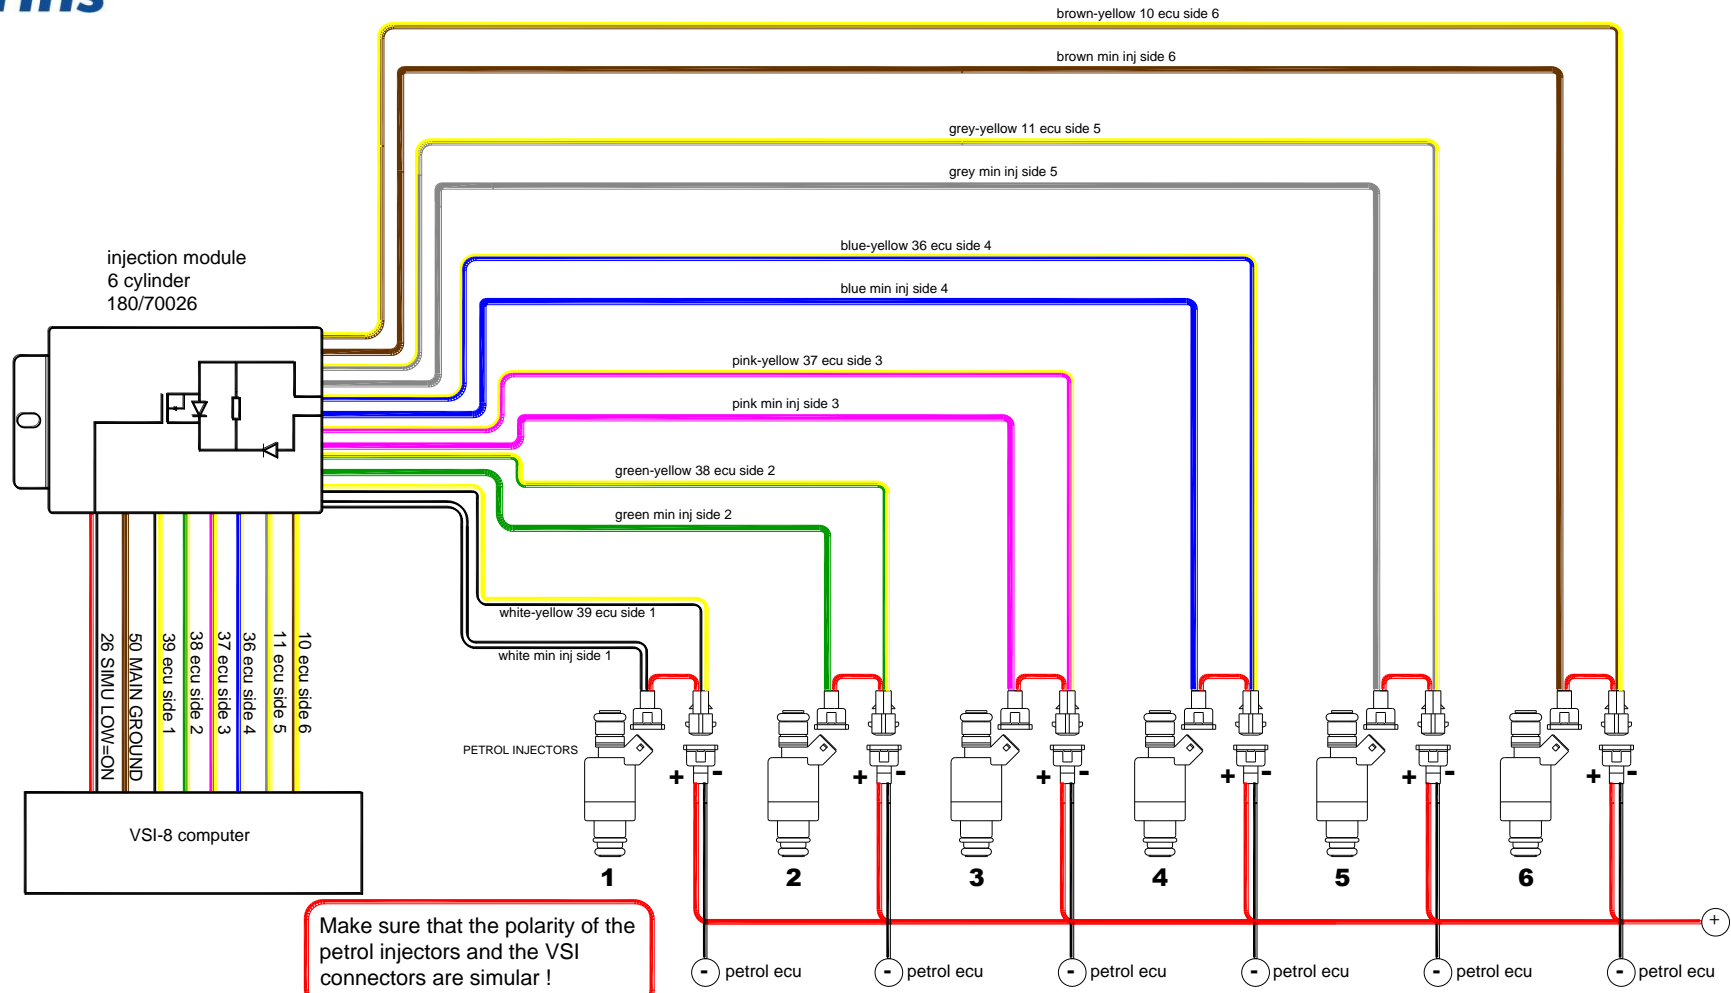 brown-yellow 10 ecu side 6
brown min inj side 6
grey-yellow 11 ecu side 5
grey min inj side 5
blue-yellow 36 ecu side 4
blue min inj side 4
injection module
6 cylinder
180/70026
pink-yellow 37 ecu side 3
pink min inj side 3
green-yellow 38 ecu side 2
green min inj side 2
white-yellow 39 ecu side 1
white min inj side 1
26 SIMU LOW=ON
50 MAIN GROUND
39 ecu side 1
38 ecu side 2
37 ecu side 3
36 ecu side 4
11 ecu side 5
10 ecu side 6
PETROL INJECTORS
+ - + - + - + - + - + -
VSI-8 computer
1 2 3 4 5 6
+
Make sure that the polarity of the
petrol injectors and the VSI
connectors are simular !
- petrol ecu - petrol ecu - petrol ecu - petrol ecu - petrol ecu - petrol ecu